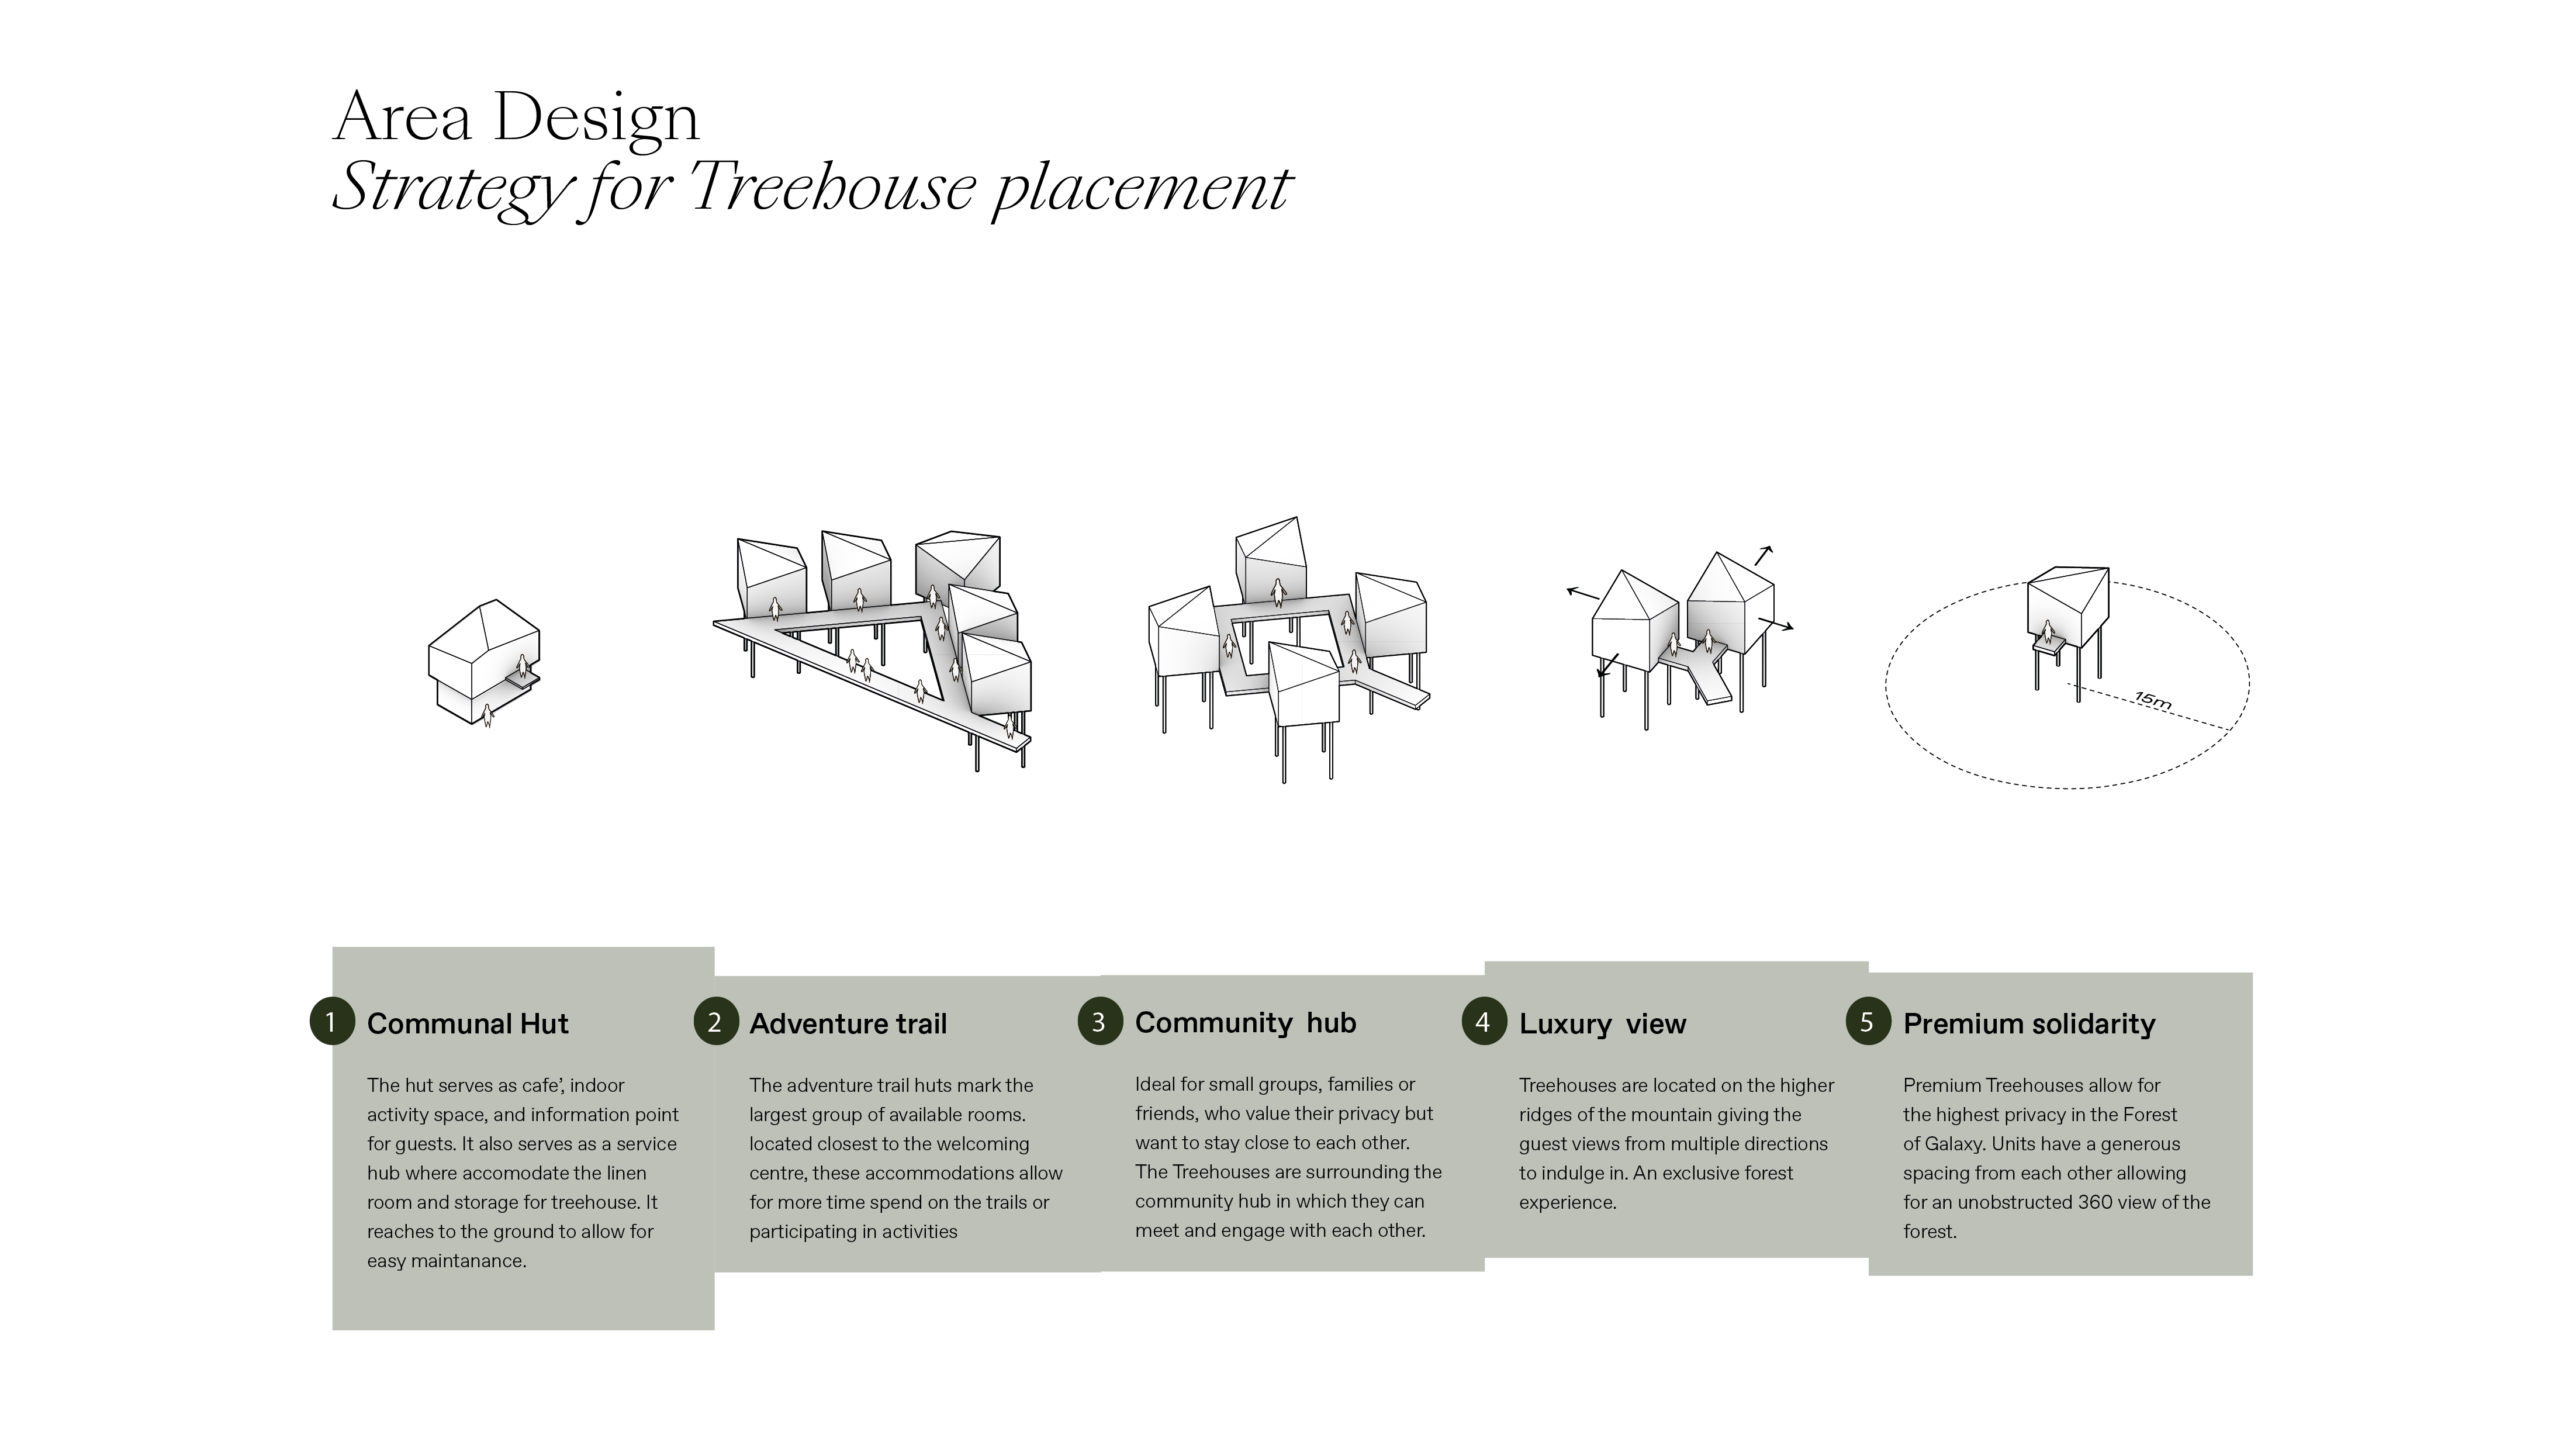 Area Design
Strategy for Treehouse placement
15m
1
Communal Hut
The hut serves as cafe’, indoor
activity space, and information point
for guests. It also serves as a service
hub where accomodate the linen
room and storage for treehouse. It
reaches to the ground to allow for
easy maintanance.
2
Adventure trail
The adventure trail huts mark the
largest group of available rooms.
located closest to the welcoming
centre, these accommodations allow
for more time spend on the trails or
participating in activities
3
Community  hub
Ideal for small groups, families or
friends, who value their privacy but
want to stay close to each other.
The Treehouses are surrounding the
community hub in which they can
meet and engage with each other.
4
Luxury  view
Treehouses are located on the higher
ridges of the mountain giving the
guest views from multiple directions
to indulge in. An exclusive forest
experience.
5
Premium solidarity
Premium Treehouses allow for
the highest privacy in the Forest
of Galaxy. Units have a generous
spacing from each other allowing
for an unobstructed 360 view of the
forest.